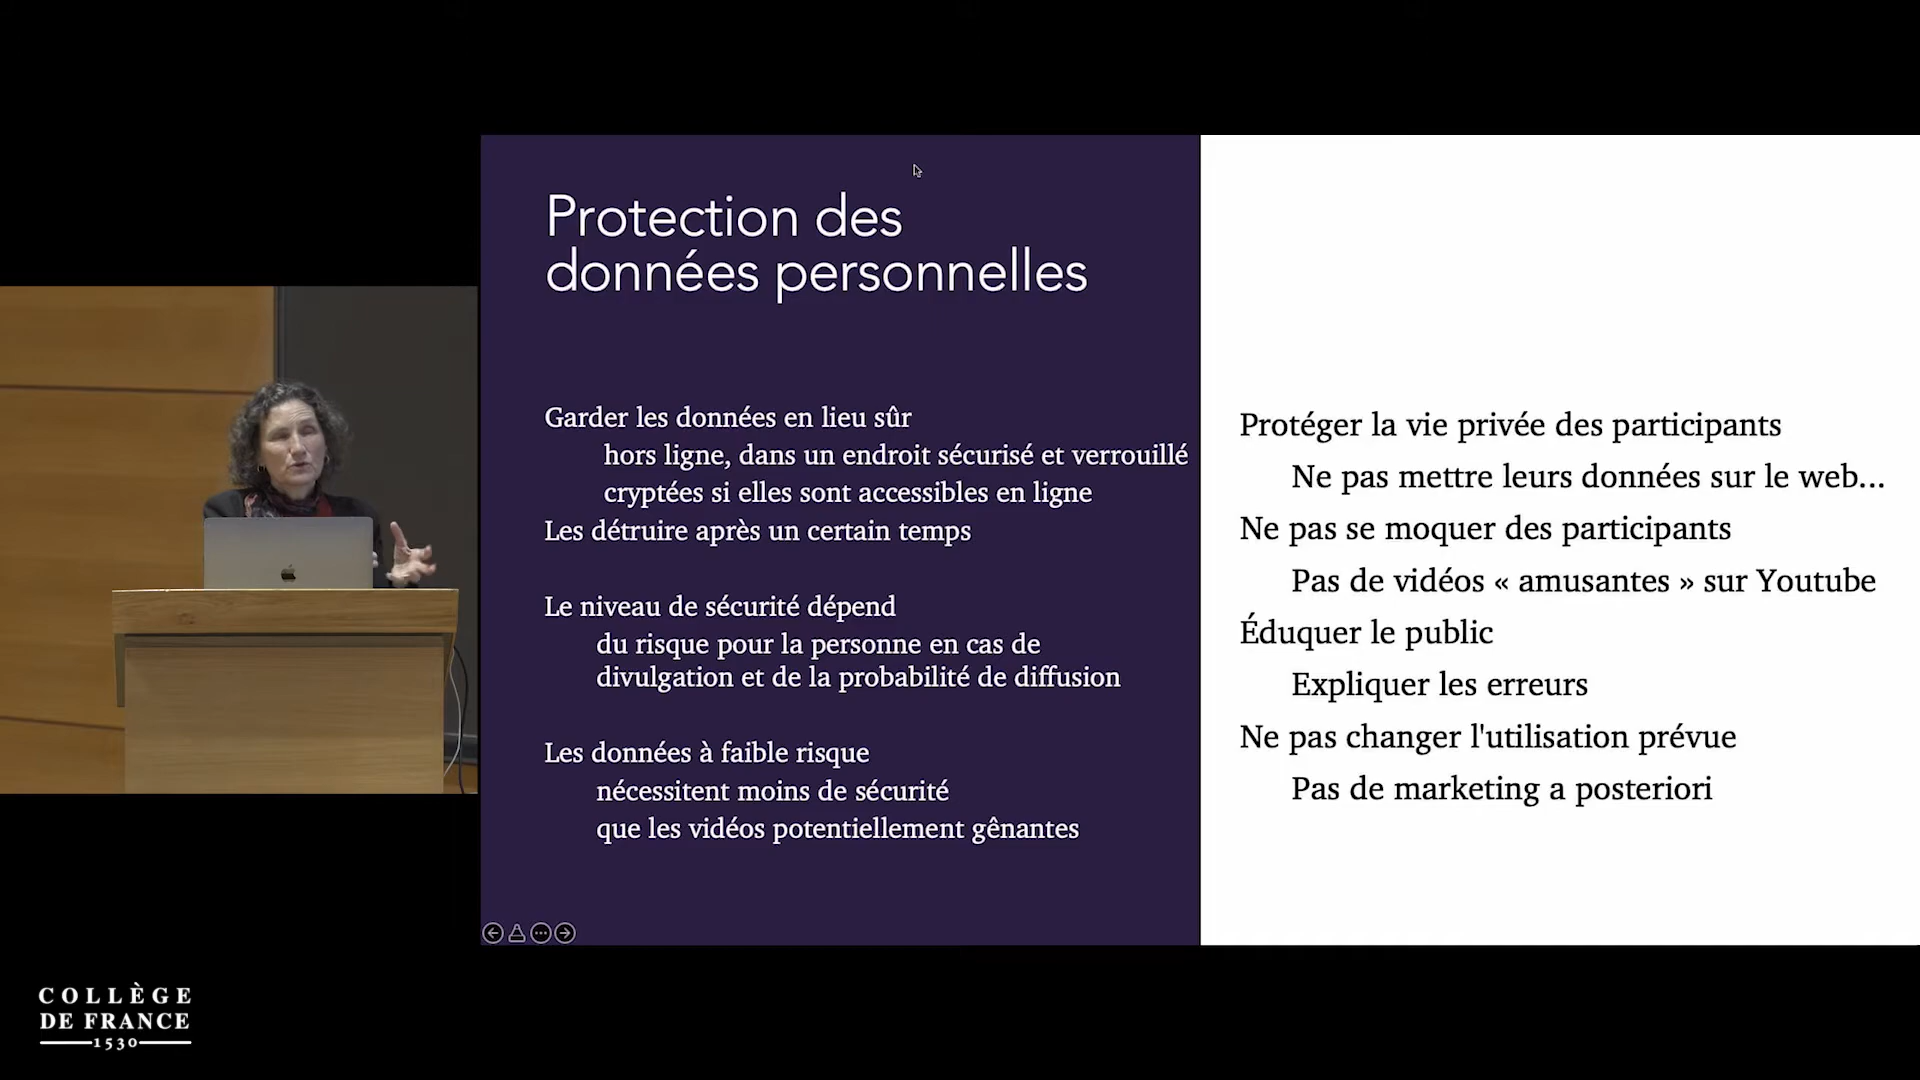 Protection des
données personnelles
Garder les données en lieu sûr
hors ligne, dans un endroit sécurisé et verrouillé
cryptées si elles sont accessibles en ligne
Les détruire après un certain temps
Le niveau de sécurité dépend
du risque pour la personne en cas de
divulgation et de la probabilité de diffusion
Les données à faible risque
nécessitent moins de sécurité
que les vidéos potentiellement gênantes
Protéger la vie privée des participants
Ne pas mettre leurs données sur le web...
Ne pas se moquer des participants
Pas de vidéos « amusantes » sur Youtube
Éduquer le public
Expliquer les erreurs
Ne pas changer l'utilisation prévue
Pas de marketing a posteriori
COLLÈGE
DE FRANCE
1530